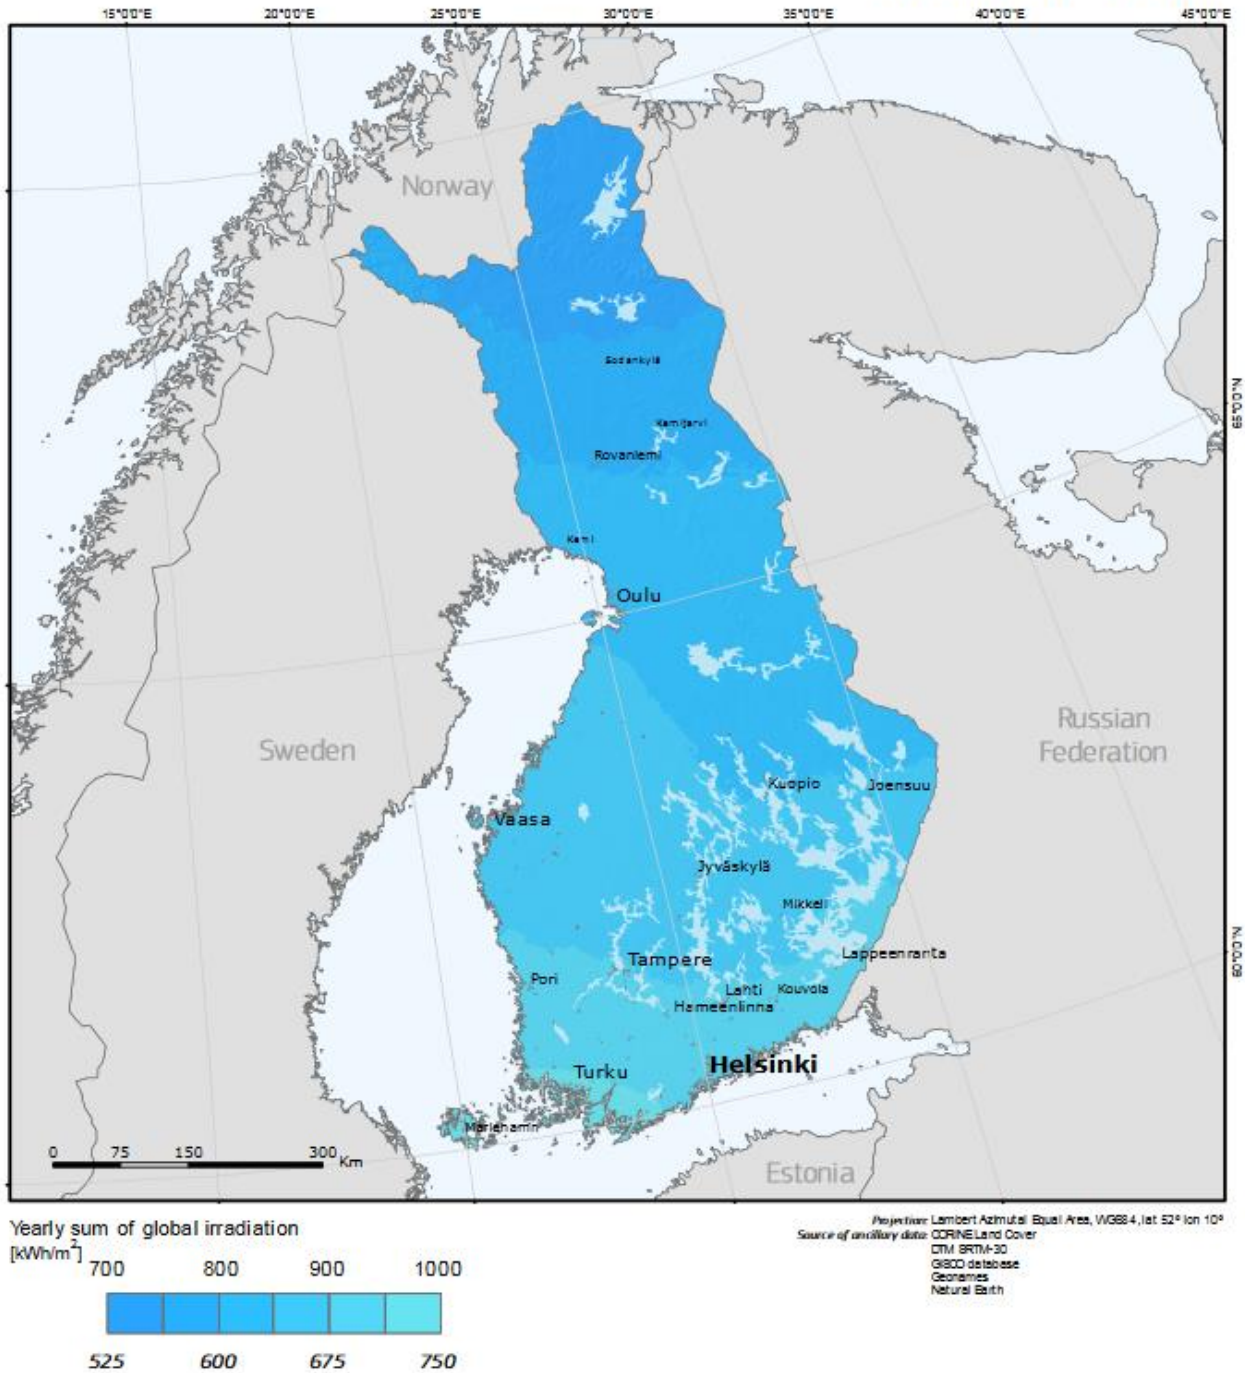 15°0'0"E 20°0'0"E 25°0'0"E 30°0'0"E 35°0'0"E 40°0'0"E 45°0'0"E
Norway
Sodankylä
Kemijarvi
Rovaniemi
Kemi
Oulu
Russian
Federation
Sweden
Kuopio
Joensuu
Vaasa
Jyväskylä
Mikkeli
Lappeenranta
Tampere
Pori
Lahti
Kouvola
Hameenlinna
Helsinki
Turku
Mariehamn
Estonia
65°0'0"N
60°0'0"N
0 75 150 300 Km
Yearly sum of global irradiation
[kWh/m²]
700 800 900 1000
525 600 675 750
Projection: Lambert Azimutal Equal Area, WGS84, lat 52° lon 10°
Source of ancillary data: CORINE Land Cover
DTM SRTM-30
GISCO database
Geonames
Natural Earth